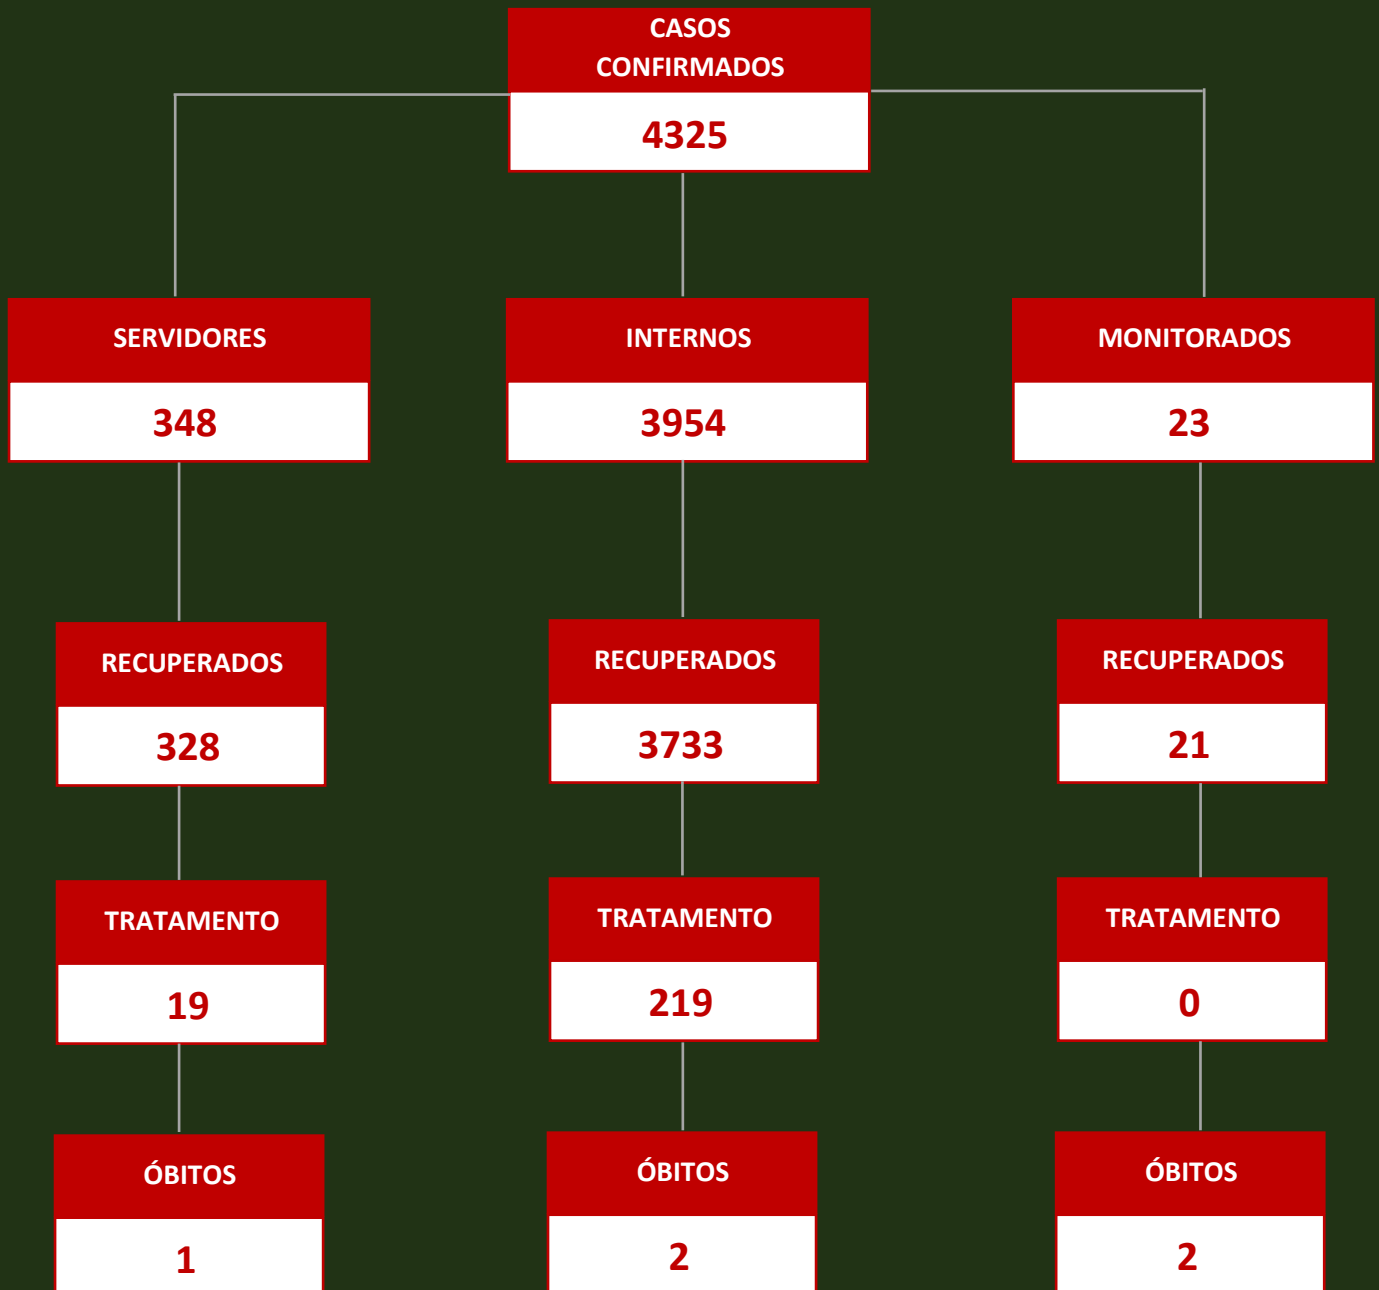 CASOS
CONFIRMADOS
4325
SERVIDORES
348
INTERNOS
3954
MONITORADOS
23
RECUPERADOS
328
RECUPERADOS
3733
RECUPERADOS
21
TRATAMENTO
19
TRATAMENTO
219
TRATAMENTO
0
ÓBITOS
1
ÓBITOS
2
ÓBITOS
2